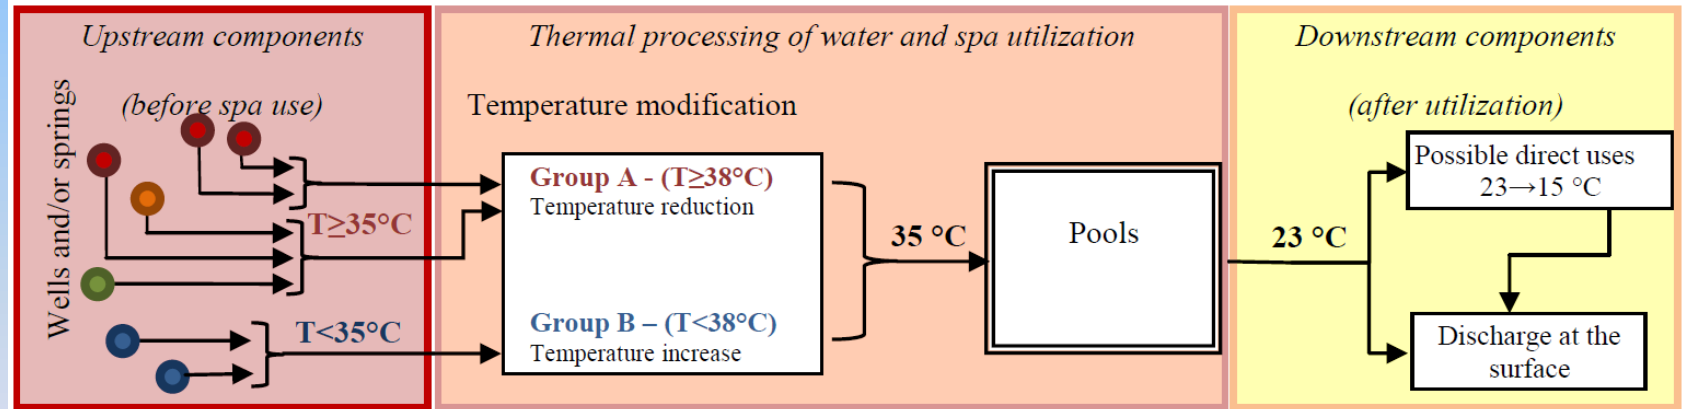 Upstream components
(before spa use)
Wells and/or springs
T≥35°C
T<35°C
Thermal processing of water and spa utilization
Temperature modification
Group A - (T≥38°C)
Temperature reduction
Group B – (T<38°C)
Temperature increase
35 °C
Pools
Downstream components
(after utilization)
23 °C
Possible direct uses
23→15 °C
Discharge at the
surface